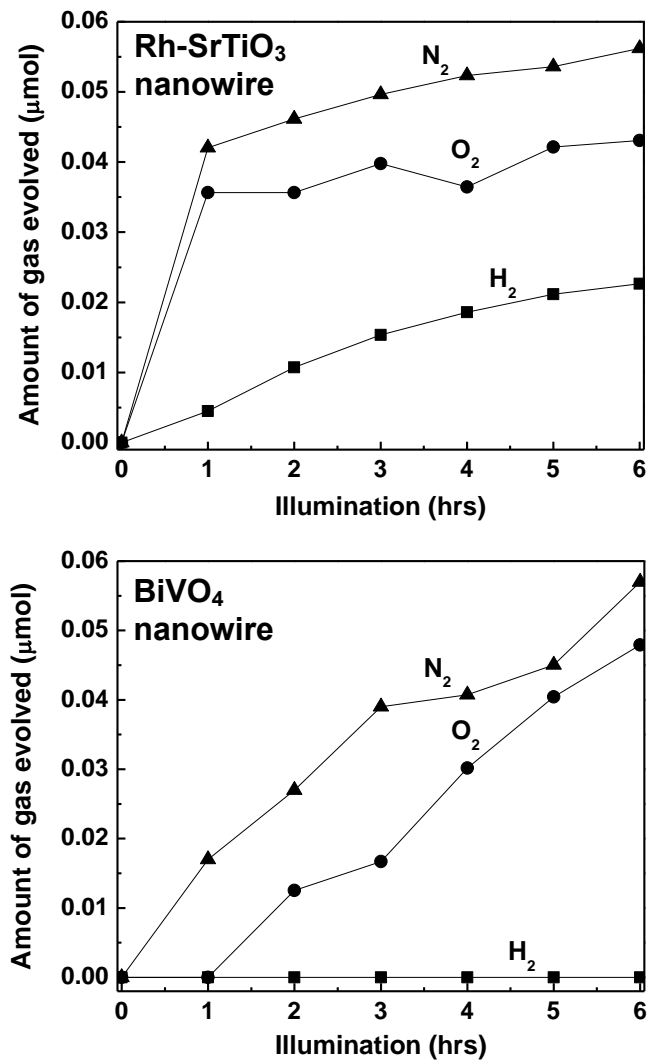 Rh-SrTiO₃
nanowire
N₂
O₂
H₂
Amount of gas evolved (μmol)
0.06
0.05
0.04
0.03
0.02
0.01
0.00
0 1 2 3 4 5 6
Illumination (hrs)
BiVO₄
nanowire
N₂
O₂
H₂
Amount of gas evolved (μmol)
0.06
0.05
0.04
0.03
0.02
0.01
0.00
0 1 2 3 4 5 6
Illumination (hrs)